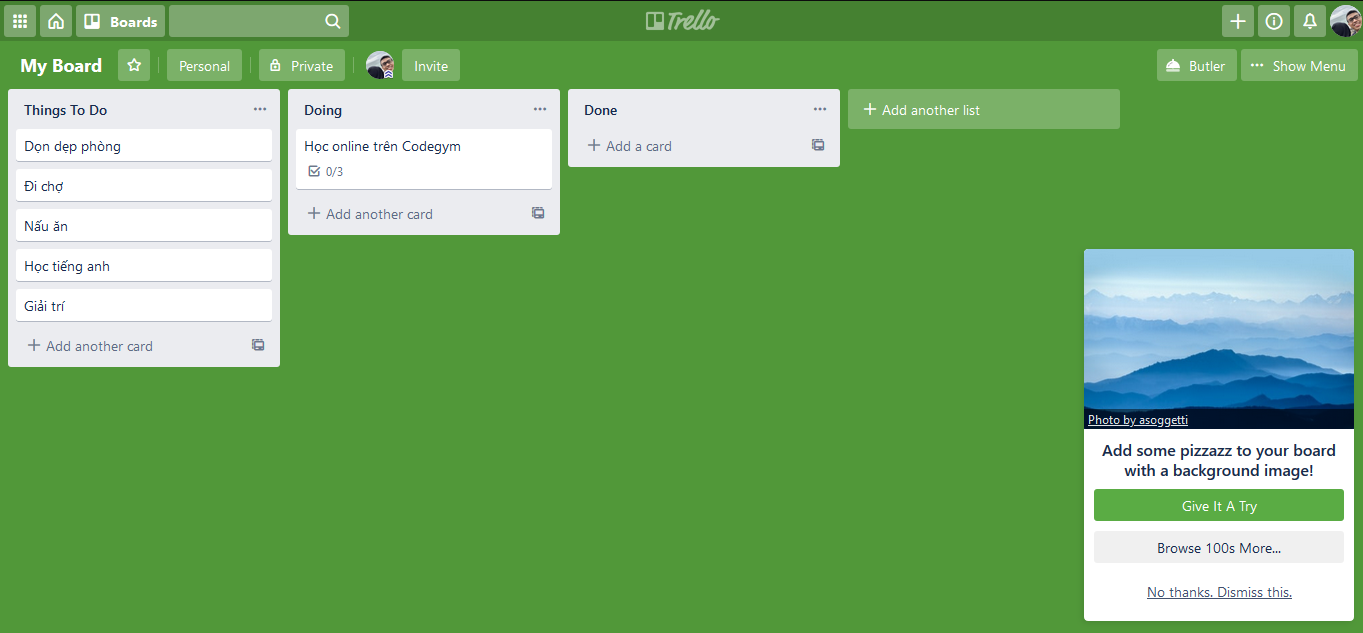 Boards
Trello
My Board
Personal
Private
Invite
Butler
Show Menu
Things To Do
Dọn dẹp phòng
Đi chợ
Nấu ăn
Học tiếng anh
Giải trí
Add another card
Doing
Học online trên Codegym
0/3
Add another card
Done
Add a card
Add another list
Photo by asoggetti
Add some pizzazz to your board
with a background image!
Give It A Try
Browse 100s More...
No thanks. Dismiss this.